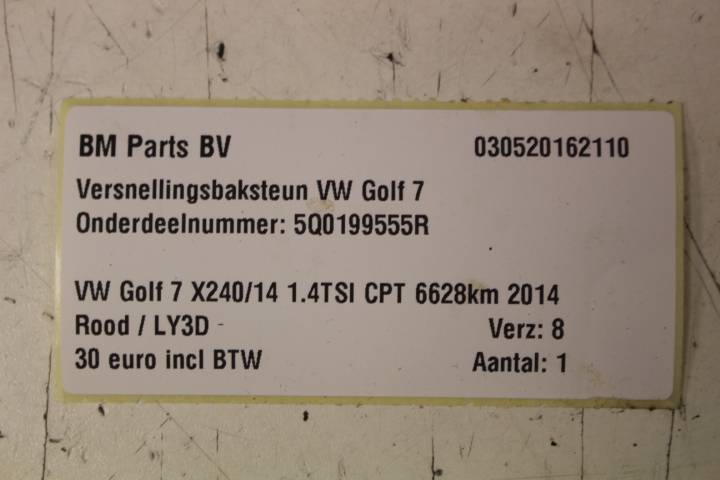 BM Parts BV 030520162110
Versnellingsbaksteun VW Golf 7
Onderdeelnummer: 5Q0199555R
VW Golf 7 X240/14 1.4TSI CPT 6628km 2014
Rood / LY3D - Verz: 8
30 euro incl BTW Aantal: 1